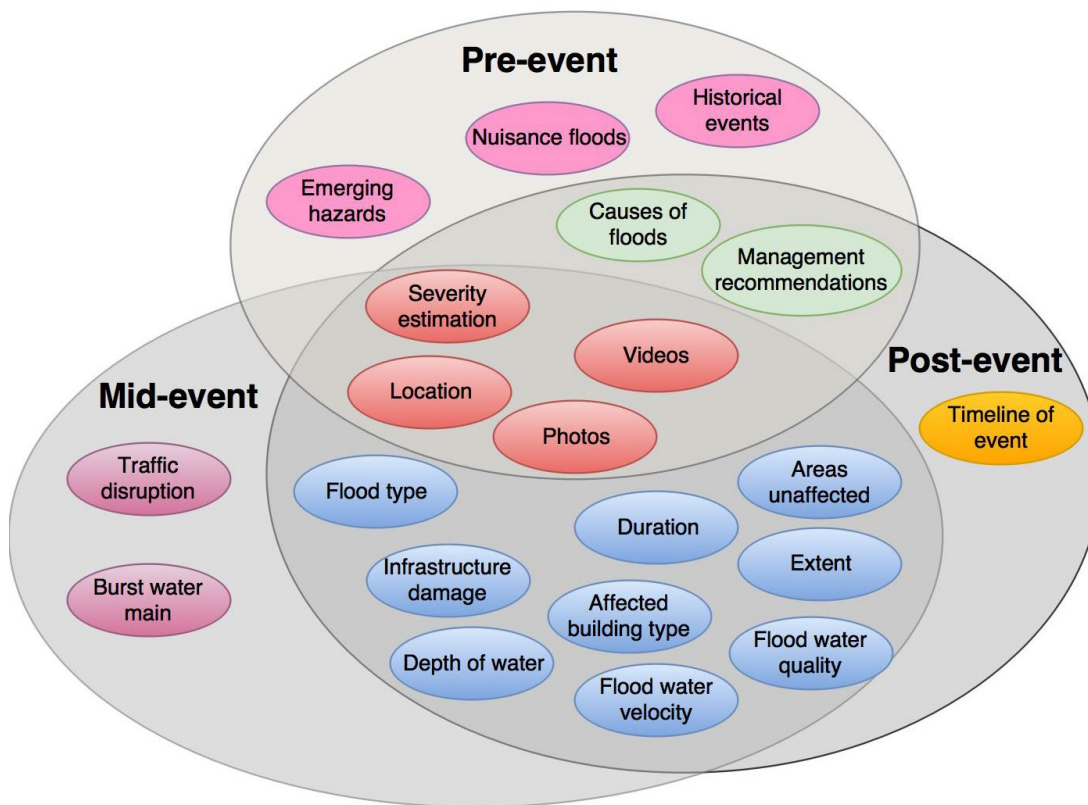 Pre-event
Historical
events
Nuisance floods
Emerging
hazards
Causes of
floods
Management
recommendations
Severity
estimation
Videos
Post-event
Mid-event
Location
Timeline of
event
Photos
Traffic
disruption
Flood type
Areas
unaffected
Duration
Extent
Infrastructure
damage
Burst water
main
Affected
building type
Flood water
quality
Depth of water
Flood water
velocity